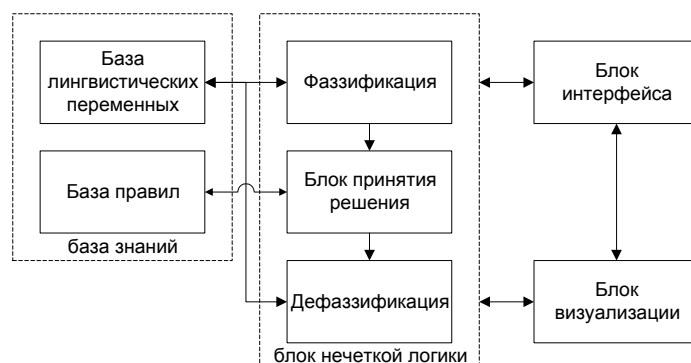 База
лингвистических
переменных
Фаззификация
Блок
интерфейса
База правил
Блок принятия
решения
база знаний
Дефаззификация
Блок
визуализации
блок нечеткой логики